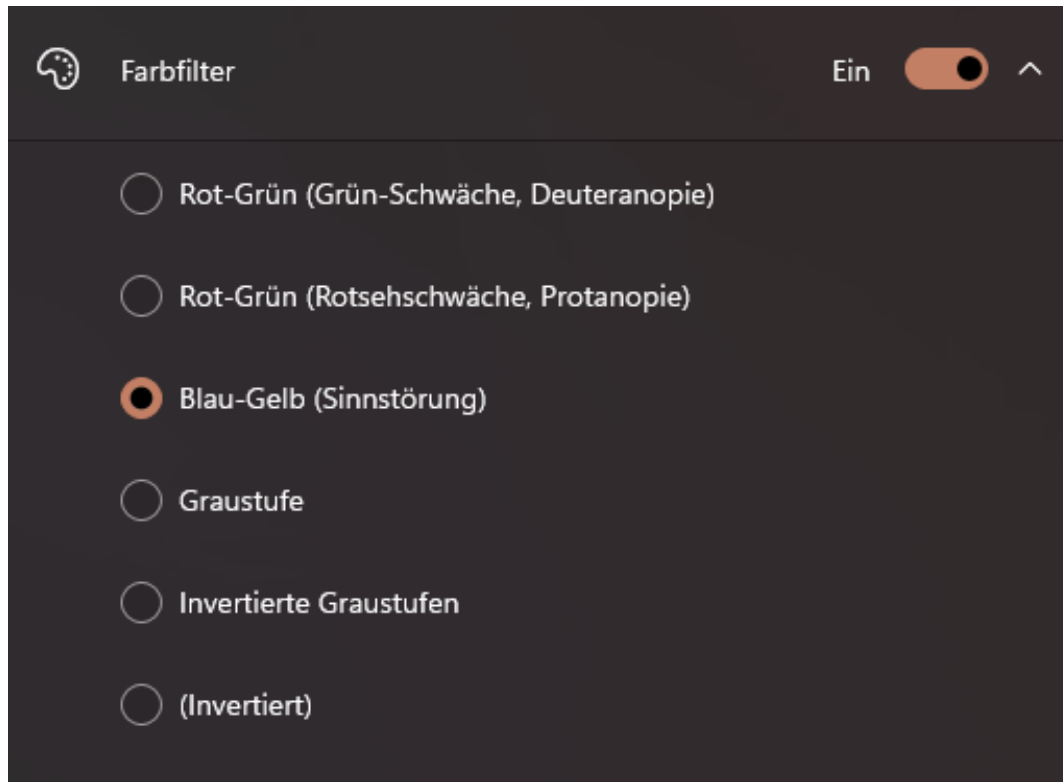 Farbfilter Ein
Rot-Grün (Grün-Schwäche, Deuteranopie)
Rot-Grün (Rotsehschwäche, Protanopie)
Blau-Gelb (Sinnstörung)
Graustufe
Invertierte Graustufen
(Invertiert)